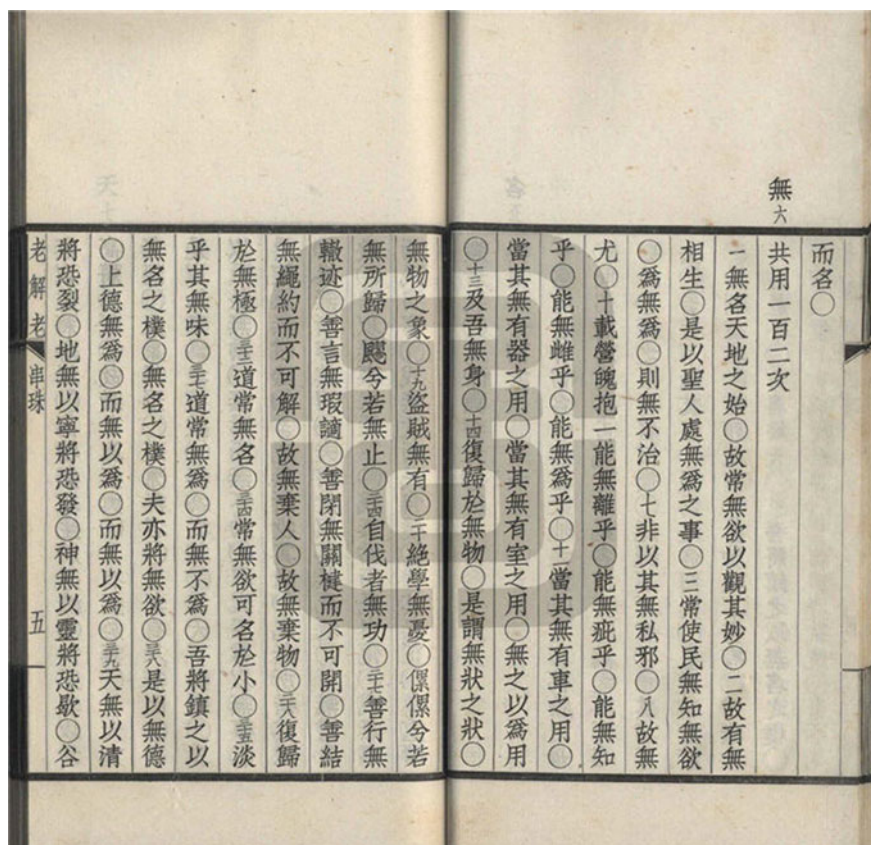 無六
而名○
共用一百二次
一無名天地之始○故常無欲以觀其妙○二故有無
相生○是以聖人處無爲之事○三常使民無知無欲
○爲無爲○則無不治○七非以其無私邪○八故無
尤○十載營魄抱一能無離乎○能無疵乎○能無知
乎○能無雌乎○能無爲乎○十一當其無有車之用○
當其無有器之用○當其無有室之用○無之以爲用
○十三及吾無身○十四復歸於無物○是謂無狀之狀○
無物之象○十九盜賊無有○二十絕學無憂○儽儽兮若
無所歸○飂兮若無止○二十四自伐者無功○二十七善行無
轍迹○善言無瑕讁○善閉無關楗而不可開○善結
無繩約而不可解○故無棄人○故無棄物○二十八復歸
於無極○三十二道常無名○三十四常無欲可名於小○三十五淡
乎其無味○三十七道常無爲○而無不爲○吾將鎮之以
無名之樸○無名之樸○夫亦將無欲○三十八是以無德
○上德無爲○而無以爲○而無以爲○三十九天無以清
將恐裂○地無以寧將恐發○神無以靈將恐歇○谷
老解老 串珠 五